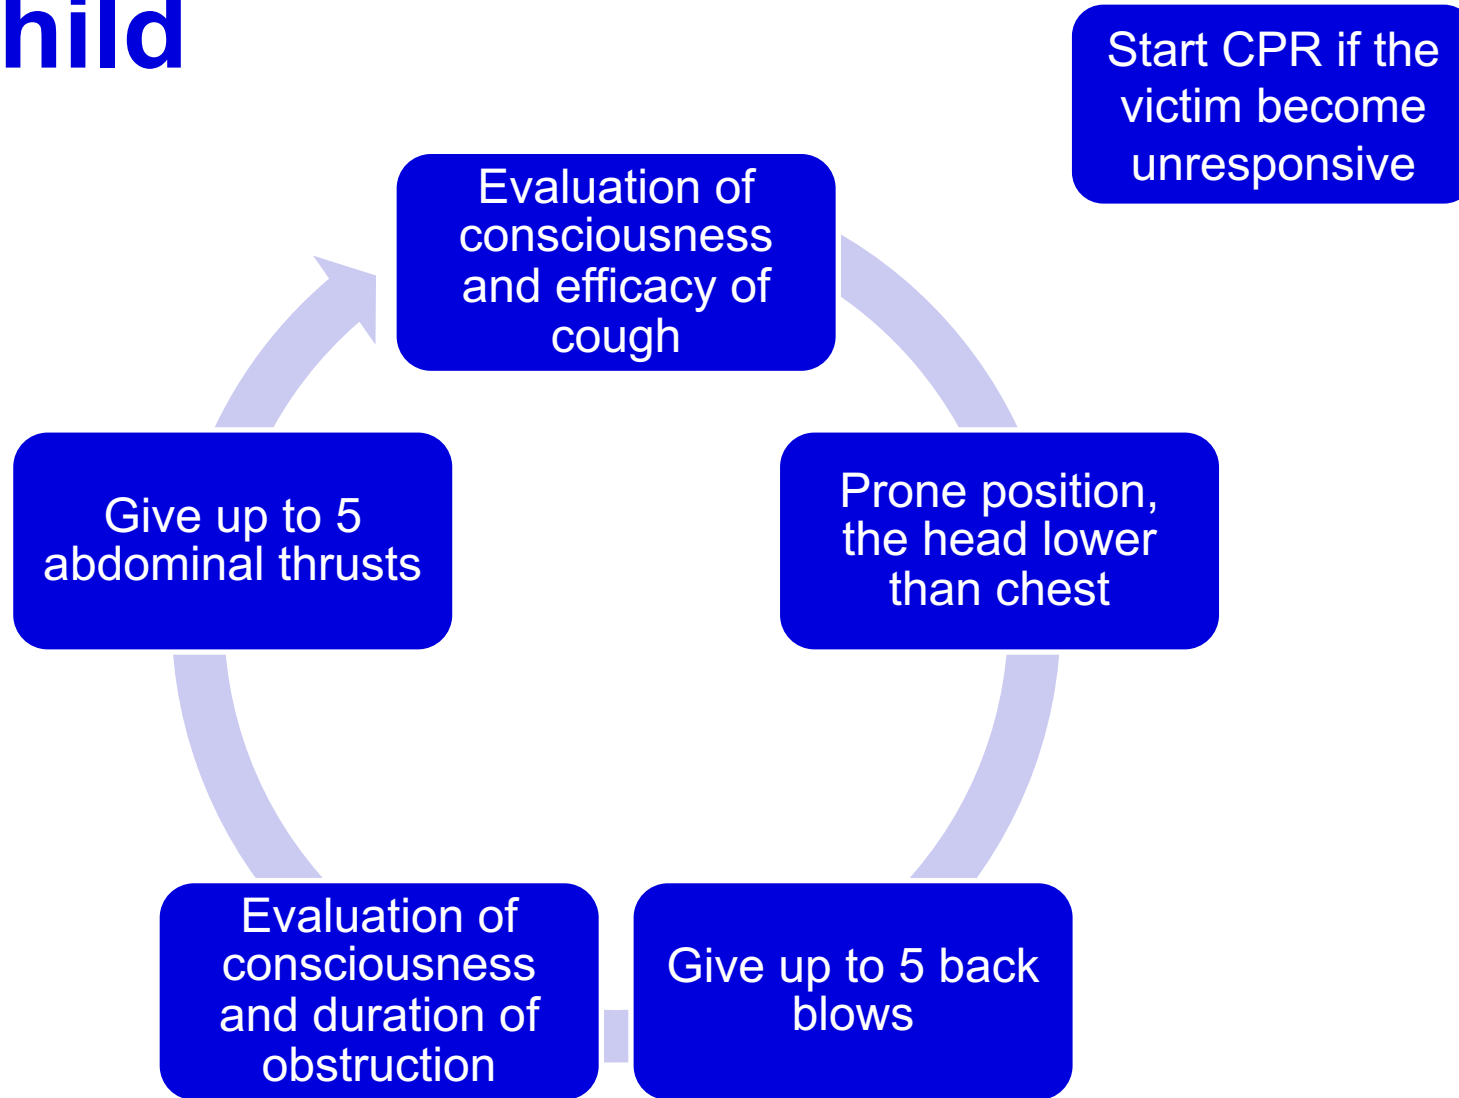 hild
Start CPR if the
victim become
unresponsive
Evaluation of
consciousness
and efficacy of
cough
Prone position,
the head lower
than chest
Give up to 5 back
blows
Evaluation of
consciousness
and duration of
obstruction
Give up to 5
abdominal thrusts